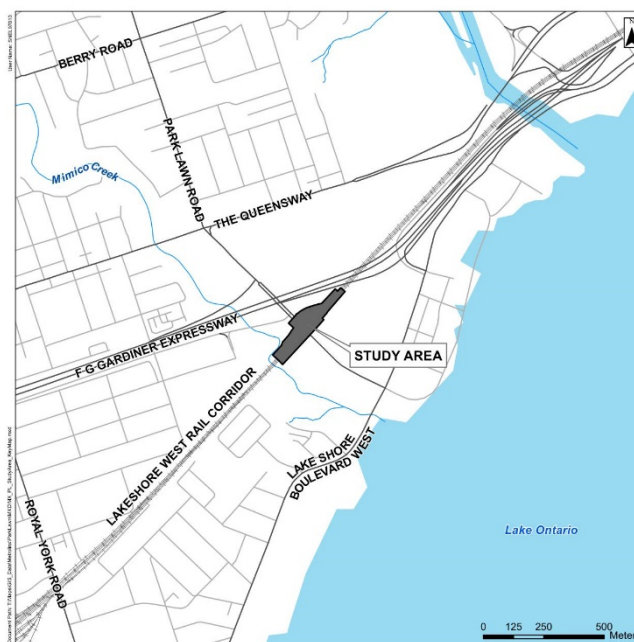 BERRY ROAD
PARK LAWN ROAD
Mimico Creek
THE QUEENSWAY
F G GARDINER EXPRESSWAY
STUDY AREA
LAKESHORE WEST RAIL CORRIDOR
LAKE SHORE
BOULEVARD WEST
ROYAL YORK
ROAD
Lake Ontario
0 125 250 500
Meter